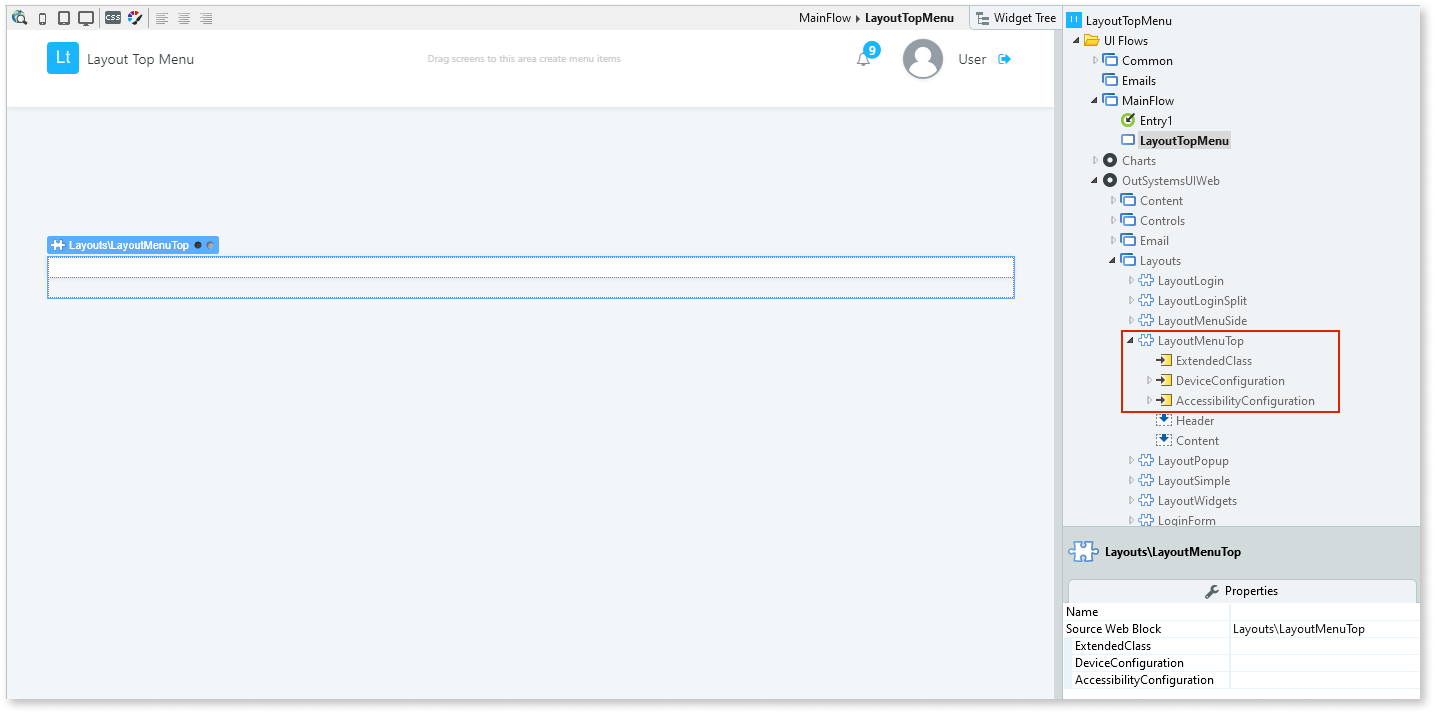 CSS
MainFlow ▸ LayoutTopMenu
Widget Tree
Lt
Layout Top Menu
Drag screens to this area create menu items
9
User
Layouts\LayoutMenuTop
LayoutTopMenu
UI Flows
Common
Emails
MainFlow
Entry1
LayoutTopMenu
Charts
OutSystemsUIWeb
Content
Controls
Email
Layouts
LayoutLogin
LayoutLoginSplit
LayoutMenuSide
LayoutMenuTop
ExtendedClass
DeviceConfiguration
AccessibilityConfiguration
Header
Content
LayoutPopup
LayoutSimple
LayoutWidgets
LoginForm
Layouts\LayoutMenuTop
Properties
Name
Source Web Block Layouts\LayoutMenuTop
ExtendedClass
DeviceConfiguration
AccessibilityConfiguration